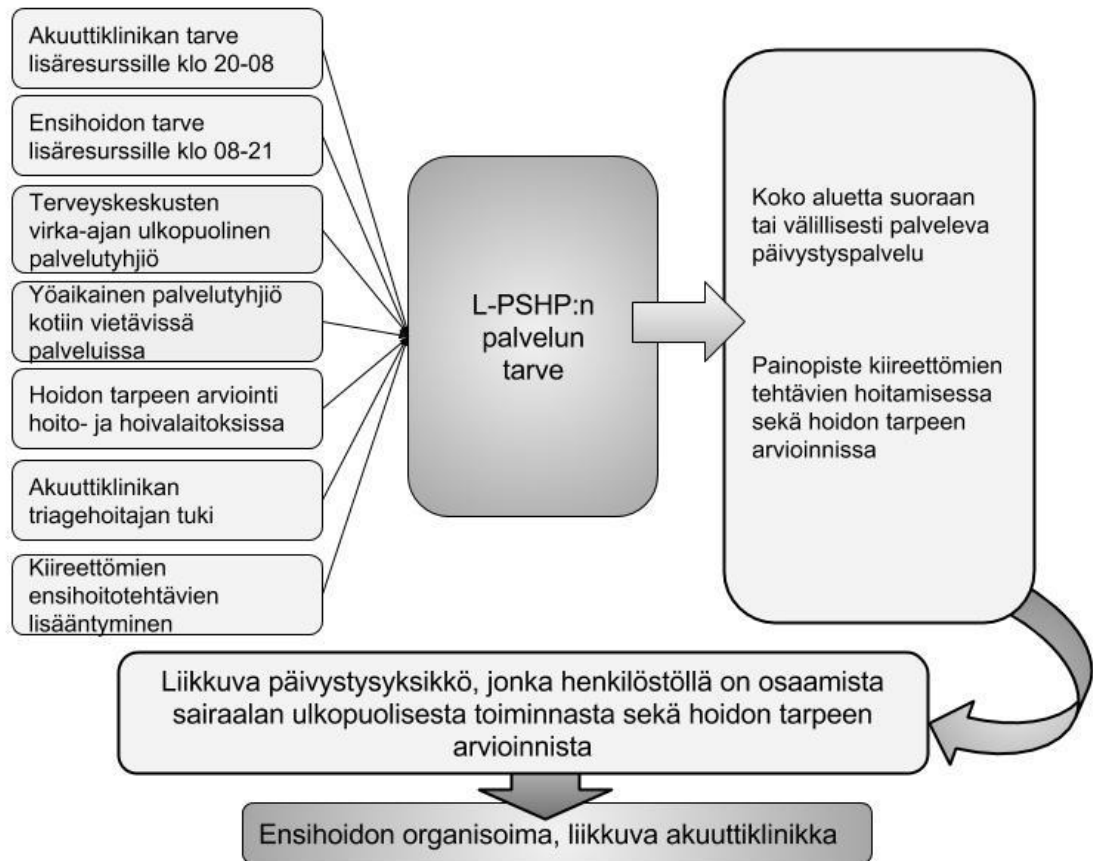 Akuuttiklinikan tarve
lisäresurssille klo 20-08
Ensihoidon tarve
lisäresurssille klo 08-21
Terveyskeskusten
virka-ajan ulkopuolinen
palvelutyhjiö
Yöaikainen palvelutyhjiö
kotiin vietävissä
palveluissa
Hoidon tarpeen arviointi
hoito- ja hoivalaitoksissa
Akuuttiklinikan
triagehoitajan tuki
Kiireettömien
ensihoitotehtävien
lisääntyminen
L-PSHP:n
palvelun
tarve
Koko aluetta suoraan
tai välillisesti palveleva
päivystyspalvelu
Painopiste kiireettömien
tehtävien hoitamisessa
sekä hoidon tarpeen
arvioinnissa
Liikkuva päivystysyksikkö, jonka henkilöstöllä on osaamista
sairaalan ulkopuolisesta toiminnasta sekä hoidon tarpeen
arvioinnista
Ensihoidon organisoima, liikkuva akuuttiklinikka